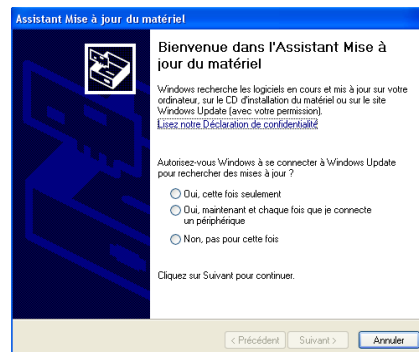 Assistant Mise à jour du matériel
Bienvenue dans l'Assistant Mise à
jour du matériel
Windows recherche les logiciels en cours et mis à jour sur votre
ordinateur, sur le CD d'installation du matériel ou sur le site
Windows Update (avec votre permission).
Lisez notre Déclaration de confidentialité
Autorisez-vous Windows à se connecter à Windows Update
pour rechercher des mises à jour ?
Oui, cette fois seulement
Oui, maintenant et chaque fois que je connecte
un périphérique
Non, pas pour cette fois
Cliquez sur Suivant pour continuer.
< Précédent
Suivant >
Annuler